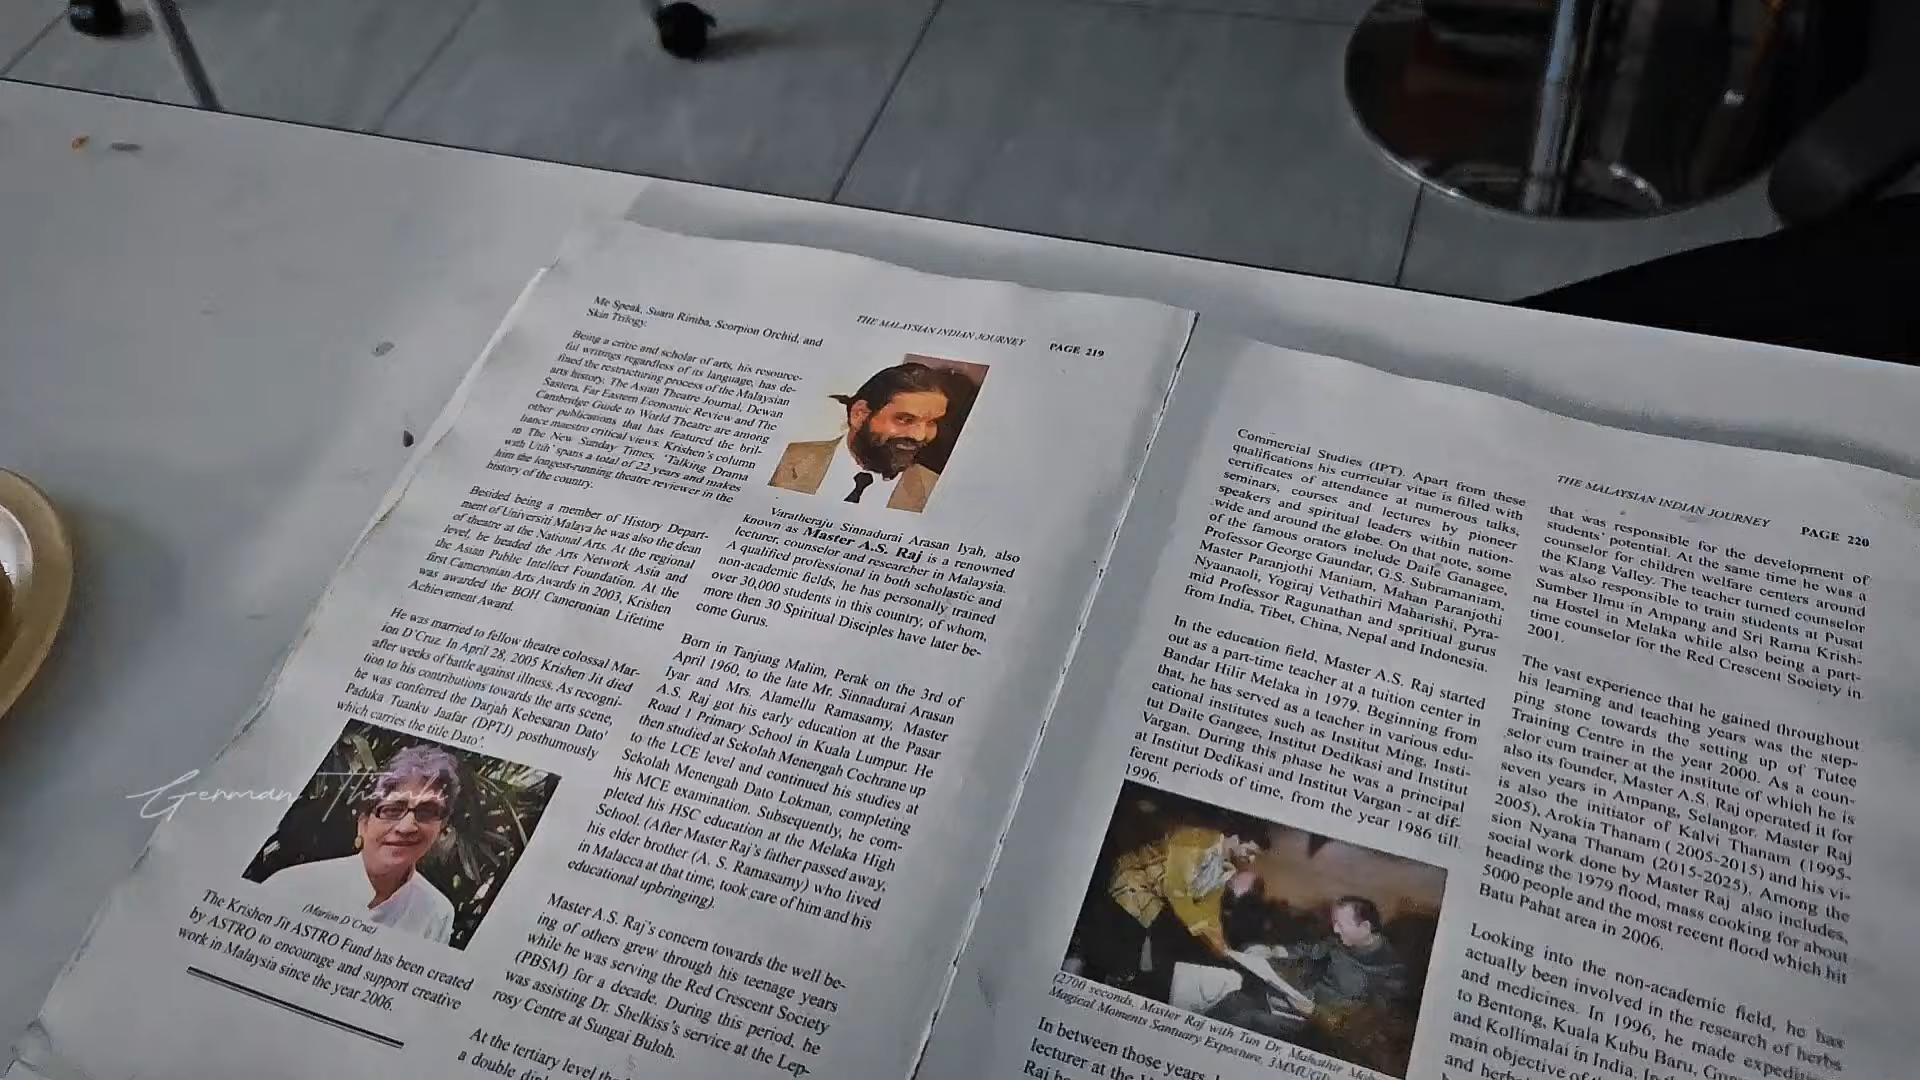 Me Speak, Suara Rimba, Scorpion Orchid, and
Skin Trilogy.
Being a critic and scholar of arts, his resource-
ful writings regardless of its language, has de-
fined the restructuring process of the Malaysian
arts history. The Asian Theatre Journal, Dewan
Sastera, Far Eastern Economic Review and The
Cambridge Guide to World Theatre are among
other publications that has featured the bril-
liance maestro critical views. Krishen's column
in The New Sunday Times, 'Talking Drama
with Utih' spans a total of 22 years and makes
him the longest-running theatre reviewer in the
history of the country.
Besided being a member of History Depart-
ment of Universiti Malaya he was also the dean
of theatre at the National Arts. At the regional
level, he headed the Arts Network Asia and
the Asian Public Intellect Foundation. At the
first Cameronian Arts Awards in 2003, Krishen
was awarded the BOH Cameronian Lifetime
Achievement Award.
He was married to fellow theatre colossal Mar-
ion D'Cruz. In April 28, 2005 Krishen Jit died
after weeks of battle against illness. As recogni-
tion to his contributions towards the arts scene,
he was conferred the Darjah Kebesaran Dato'
Paduka Tuanku Jaafar (DPTJ) posthumously
which carries the title Dato'.
German Thambi
(Marion D'Cruz)
The Krishen Jit ASTRO Fund has been created
by ASTRO to encourage and support creative
work in Malaysia since the year 2006.
THE MALAYSIAN INDIAN JOURNEY PAGE 219
Varatheraju Sinnadurai Arasan Iyah, also
known as Master A.S. Raj is a renowned
lecturer, counselor and researcher in Malaysia.
A qualified professional in both scholastic and
non-academic fields, he has personally trained
over 30,000 students in this country, of whom,
more then 30 Spiritual Disciples have later be-
come Gurus.
Born in Tanjung Malim, Perak on the 3rd of
April 1960, to the late Mr. Sinnadurai Arasan
Iyar and Mrs. Alamellu Ramasamy, Master
A.S. Raj got his early education at the Pasar
Road 1 Primary School in Kuala Lumpur. He
then studied at Sekolah Menengah Cochrane up
to the LCE level and continued his studies at
Sekolah Menengah Dato Lokman, completing
his MCE examination. Subsequently, he com-
pleted his HSC education at the Melaka High
School. (After Master Raj's father passed away,
his elder brother (A. S. Ramasamy) who lived
in Malacca at that time, took care of him and his
educational upbringing).
Master A.S. Raj's concern towards the well be-
ing of others grew through his teenage years
while he was serving the Red Crescent Society
(PBSM) for a decade. During this period, he
was assisting Dr. Shelkiss's service at the Lep-
rosy Centre at Sungai Buloh.
At the tertiary level
a double
Commercial Studies (IPT). Apart from these
qualifications his curricular vitae is filled with
certificates of attendance at numerous talks,
seminars, courses and lectures by pioneer
speakers and spiritual leaders within nation-
wide and around the globe. On that note, some
of the famous orators include Daile Ganagee,
Professor George Gaundar, G.S. Subramaniam,
Master Paranjothi Maniam, Mahan Paranjothi
Nyaanaoli, Yogiraj Vethathiri Maharishi, Pyra-
mid Professor Ragunathan and spritiual gurus
from India, Tibet, China, Nepal and Indonesia.
In the education field, Master A.S. Raj started
out as a part-time teacher at a tuition center in
Bandar Hilir Melaka in 1979. Beginning from
that, he has served as a teacher in various edu-
cational institutes such as Institut Ming, Insti-
tut Daile Gangee, Institut Dedikasi and Institut
Vargan. During this phase he was a principal
at Institut Dedikasi and Institut Vargan - at dif-
ferent periods of time, from the year 1986 till
1996.
(2700 seconds. Master Raj with Tun Dr. Mahathir
Magical Moments Santuary Exposure,
In between those years,
lecturer at the
Raj
THE MALAYSIAN INDIAN JOURNEY PAGE 220
that was responsible for the development of
students' potential. At the same time he was a
counselor for children welfare centers around
the Klang Valley. The teacher turned counselor
was also responsible to train students at Pusat
Sumber Ilmu in Ampang and Sri Rama Krish-
na Hostel in Melaka while also being a part-
time counselor for the Red Crescent Society in
2001.
The vast experience that he gained throughout
his learning and teaching years was the step-
ping stone towards the setting up of Tutee
Training Centre in the year 2000. As a coun-
selor cum trainer at the institute of which he is
also its founder, Master A.S. Raj operated it for
seven years in Ampang, Selangor. Master Raj
is also the initiator of Kalvi Thanam (1995-
2005), Arokia Thanam ( 2005-2015) and his vi-
sion Nyana Thanam (2015-2025). Among the
social work done by Master Raj also includes,
heading the 1979 flood, mass cooking for about
5000 people and the most recent flood which hit
Batu Pahat area in 2006.
Looking into the non-academic field, he has
actually been involved in the research of herbs
and medicines. In 1996, he made
to Bentong, Kuala Kubu Baru,
and Kollimalai in India. In
main objective of
and